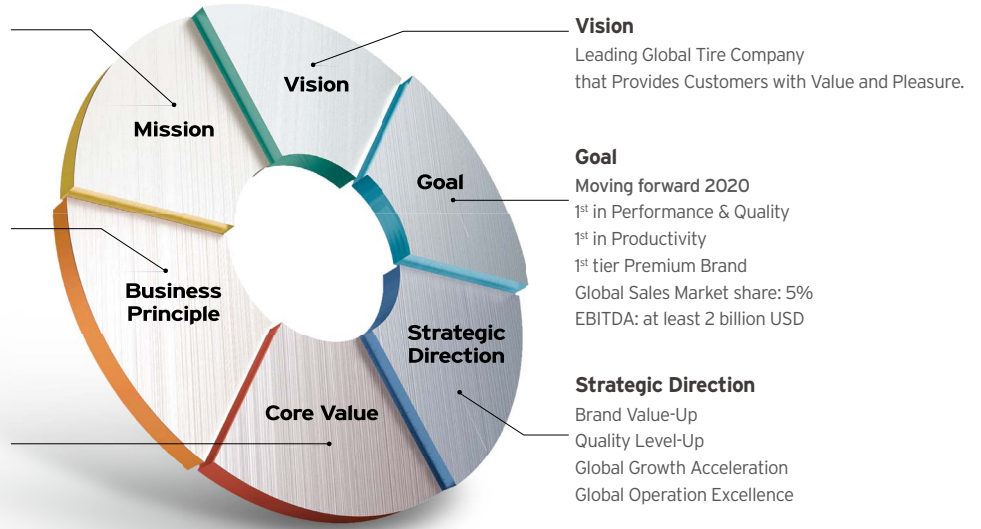 Vision
Mission
Goal
Business
Principle
Strategic
Direction
Core Value
Vision
Leading Global Tire Company
that Provides Customers with Value and Pleasure.
Goal
Moving forward 2020
1st in Performance & Quality
1st in Productivity
1st tier Premium Brand
Global Sales Market share: 5%
EBITDA: at least 2 billion USD
Strategic Direction
Brand Value-Up
Quality Level-Up
Global Growth Acceleration
Global Operation Excellence